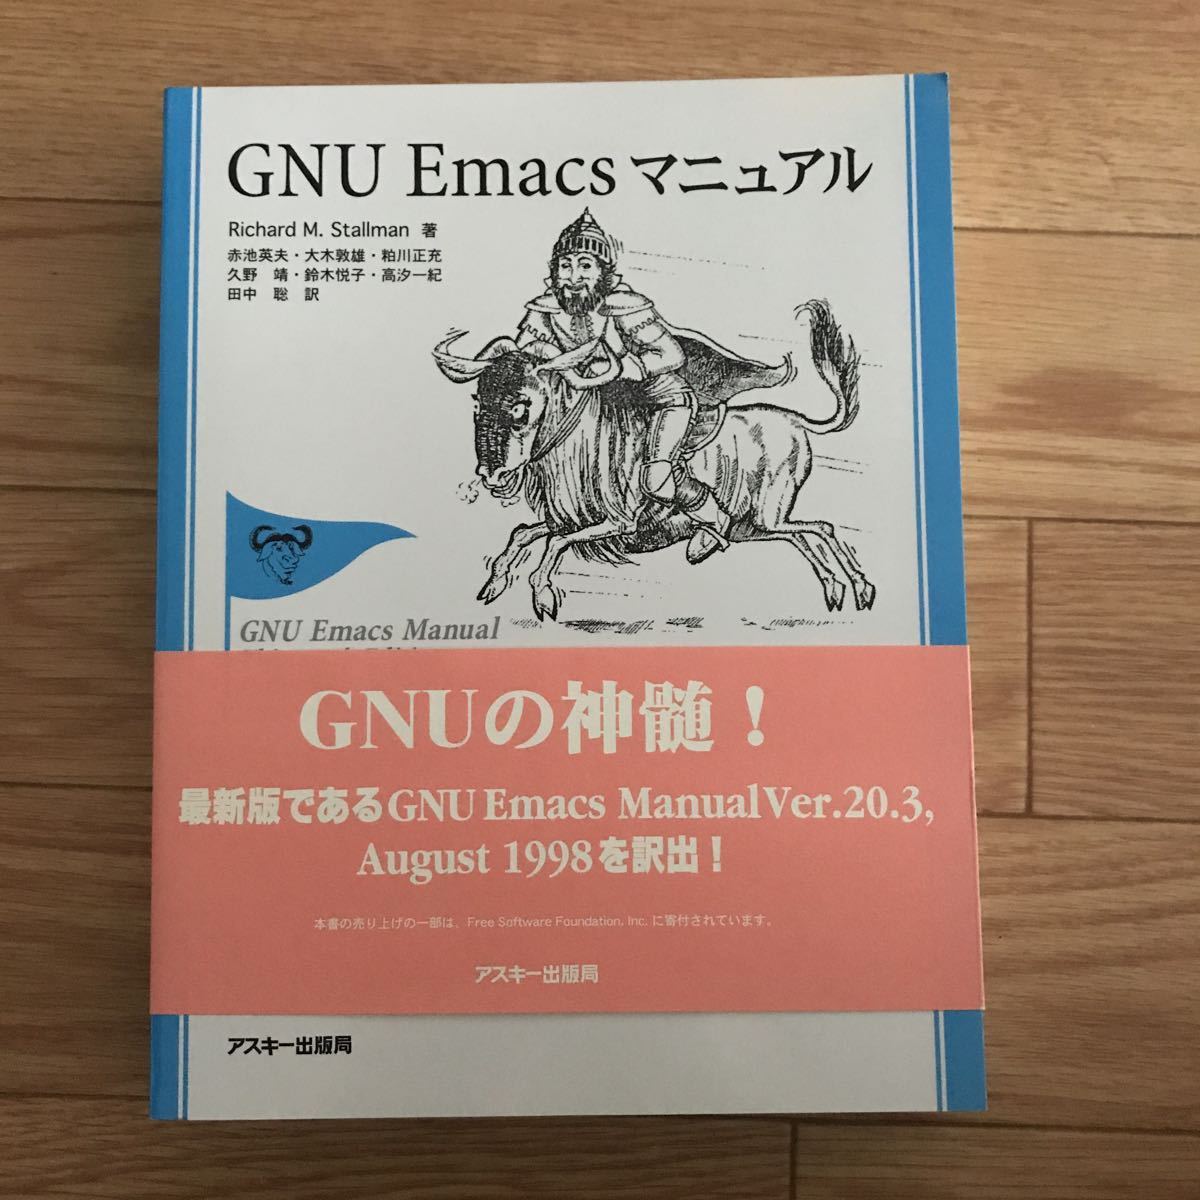 GNU Emacs マニュアル
Richard M. Stallman 著
赤池英夫・大木敦雄・粕川正充
久野 靖・鈴木悦子・高汐一紀
田中 聡 訳
GNU Emacs Manual
GNUの神髄！
最新版であるGNU Emacs Manual Ver.20.3,
August 1998を訳出！
本書の売り上げの一部は、Free Software Foundation, Inc. に寄付されています。
アスキー出版局
アスキー出版局